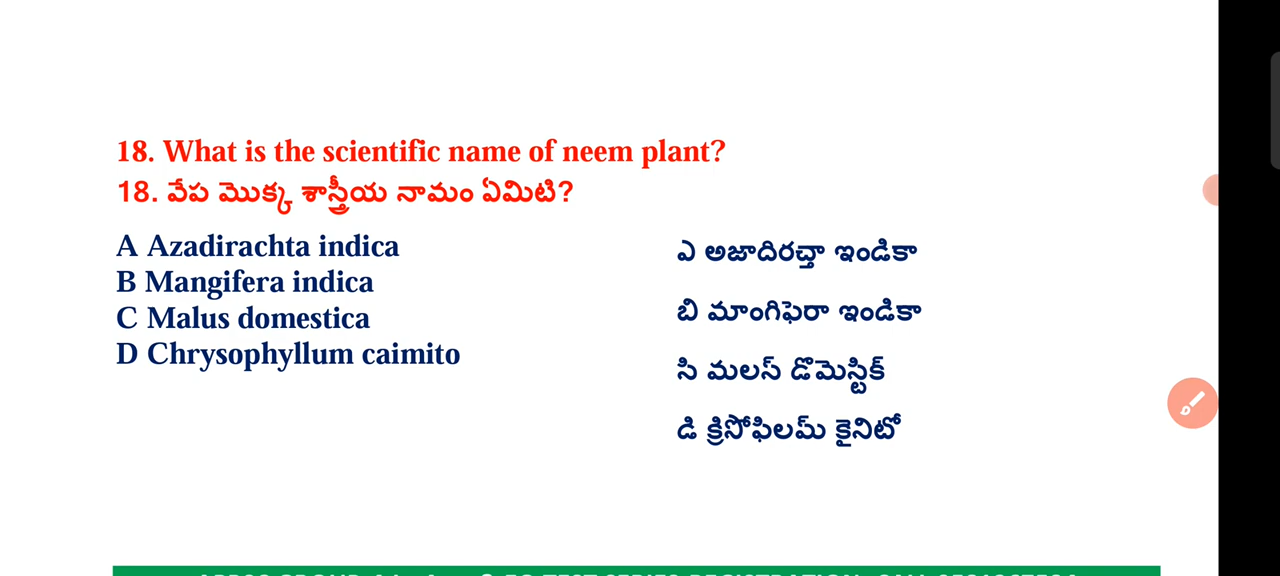 18. What is the scientific name of neem plant?
18. వేప మొక్క శాస్త్రీయ నామం ఏమిటి?
A Azadirachta indica
B Mangifera indica
C Malus domestica
D Chrysophyllum caimito
ఎ అజాదిరచ్తా ఇండికా
బి మాంగిఫెరా ఇండికా
సి మలస్ డొమెస్టిక్
డి క్రిసోఫిలమ్ కైనిటో